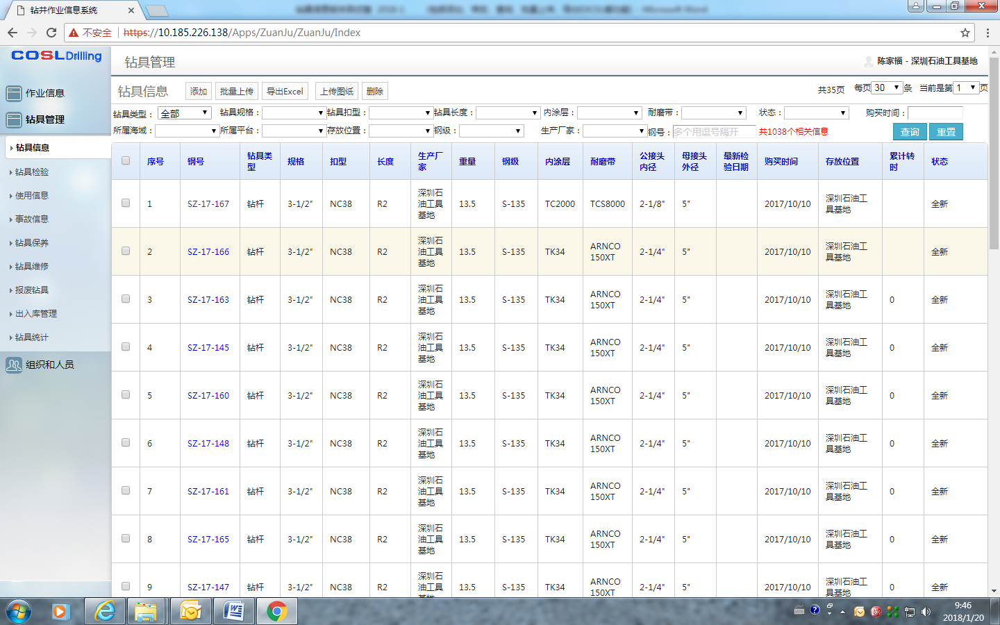 钻井作业信息系统
不安全 https://10.185.226.138/Apps/ZuanJu/ZuanJu/Index
COSL Drilling
钻具管理
陈家福 - 深圳石油工具基地
作业信息
钻具管理
钻具信息
钻具检验
使用信息
事故信息
钻具保养
钻具维修
报废钻具
出入库管理
钻具统计
组织和人员
钻具信息 添加 批量上传 导出Excel 上传图纸 删除 共35页 每页 30 条 当前是第 1 页
钻具类型： 全部 钻具规格： 钻具扣型： 钻具长度： 内涂层： 耐磨带： 状态： 购买时间：
所属海域： 所属平台： 存放位置： 钢级： 生产厂家： 钢号： 多个用逗号隔开 共1038个相关信息 查询 重置
序号 钢号 钻具类型 规格 扣型 长度 生产厂家 重量 钢级 内涂层 耐磨带 公接头内径 母接头外径 最新检验日期 购买时间 存放位置 累计转时 状态
1 SZ-17-167 钻杆 3-1/2" NC38 R2 深圳石油工具基地 13.5 S-135 TC2000 TCS8000 2-1/8" 5" 2017/10/10 深圳石油工具基地 全新
2 SZ-17-166 钻杆 3-1/2" NC38 R2 深圳石油工具基地 13.5 S-135 TK34 ARNCO 150XT 2-1/4" 5" 2017/10/10 深圳石油工具基地 全新
3 SZ-17-163 钻杆 3-1/2" NC38 R2 深圳石油工具基地 13.5 S-135 TK34 ARNCO 150XT 2-1/4" 5" 2017/10/10 深圳石油工具基地 0 全新
4 SZ-17-145 钻杆 3-1/2" NC38 R2 深圳石油工具基地 13.5 S-135 TK34 ARNCO 150XT 2-1/4" 5" 2017/10/10 深圳石油工具基地 0 全新
5 SZ-17-160 钻杆 3-1/2" NC38 R2 深圳石油工具基地 13.5 S-135 TK34 ARNCO 150XT 2-1/4" 5" 2017/10/10 深圳石油工具基地 0 全新
6 SZ-17-148 钻杆 3-1/2" NC38 R2 深圳石油工具基地 13.5 S-135 TK34 ARNCO 150XT 2-1/4" 5" 2017/10/10 深圳石油工具基地 0 全新
7 SZ-17-161 钻杆 3-1/2" NC38 R2 深圳石油工具基地 13.5 S-135 TK34 ARNCO 150XT 2-1/4" 5" 2017/10/10 深圳石油工具基地 0 全新
8 SZ-17-165 钻杆 3-1/2" NC38 R2 深圳石油工具基地 13.5 S-135 TK34 ARNCO 150XT 2-1/4" 5" 2017/10/10 深圳石油工具基地 0 全新
9 SZ-17-147 钻杆 3-1/2" NC38 R2 深圳石油工具基地 13.5 S-135 TK34 ARNCO 150XT 2-1/4" 5" 2017/10/10 深圳石油工具基地 0 全新
9:46
2018/1/20